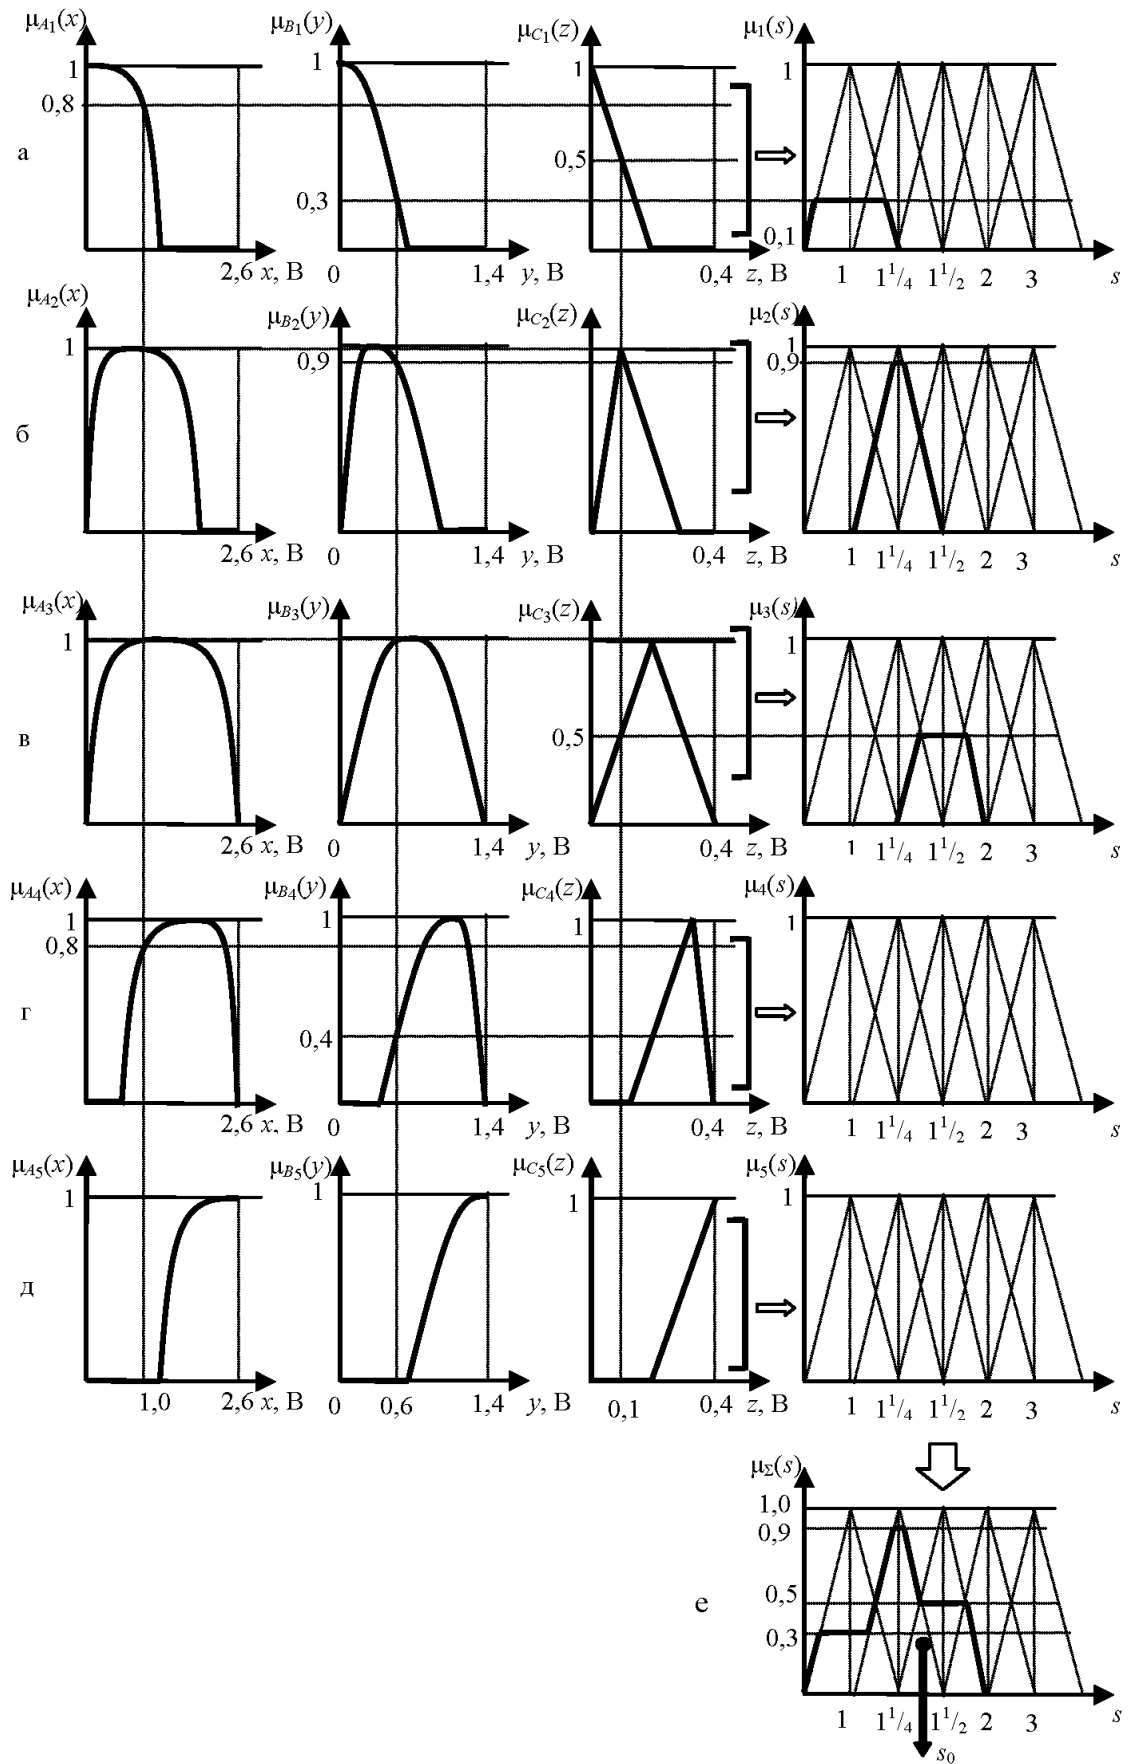 μA₁(x) μB₁(y) μC₁(z) μ₁(s)
1 1 1 1
0,8
а
0,5
0,3
0,1
2,6 x, В 0 1,4 y, В 0,4 z, В 1 1¹/₄ 1¹/₂ 2 3 s
μA₂(x) μB₂(y) μC₂(z) μ₂(s)
1 1
0,9 0,9
б
2,6 x, В 0 1,4 y, В 0,4 z, В 1 1¹/₄ 1¹/₂ 2 3 s
μA₃(x) μB₃(y) μC₃(z) μ₃(s)
1 1
в
0,5
2,6 x, В 0 1,4 y, В 0,4 z, В 1 1¹/₄ 1¹/₂ 2 3 s
μA₄(x) μB₄(y) μC₄(z) μ₄(s)
1 1 1 1
0,8
г
0,4
2,6 x, В 0 1,4 y, В 0,4 z, В 1 1¹/₄ 1¹/₂ 2 3 s
μA₅(x) μB₅(y) μC₅(z) μ₅(s)
1 1 1 1
д
1,0 2,6 x, В 0 0,6 1,4 y, В 0,1 0,4 z, В 1 1¹/₄ 1¹/₂ 2 3 s
μΣ(s)
1,0
0,9
0,5
е
0,3
1 1¹/₄ 1¹/₂ 2 3 s
s₀